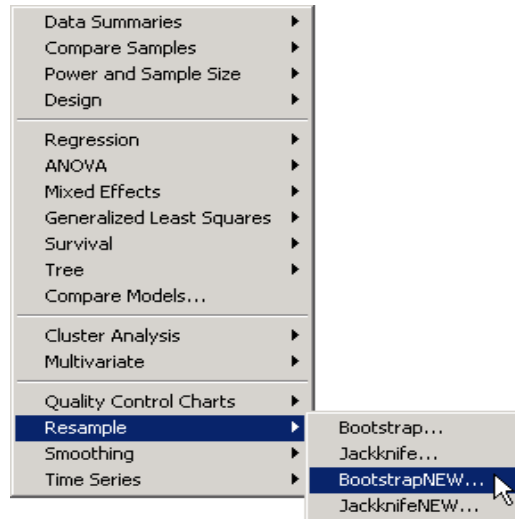 Data Summaries
Compare Samples
Power and Sample Size
Design
Regression
ANOVA
Mixed Effects
Generalized Least Squares
Survival
Tree
Compare Models...
Cluster Analysis
Multivariate
Quality Control Charts
Resample
Smoothing
Time Series
Bootstrap...
Jackknife...
BootstrapNEW...
JackknifeNEW...